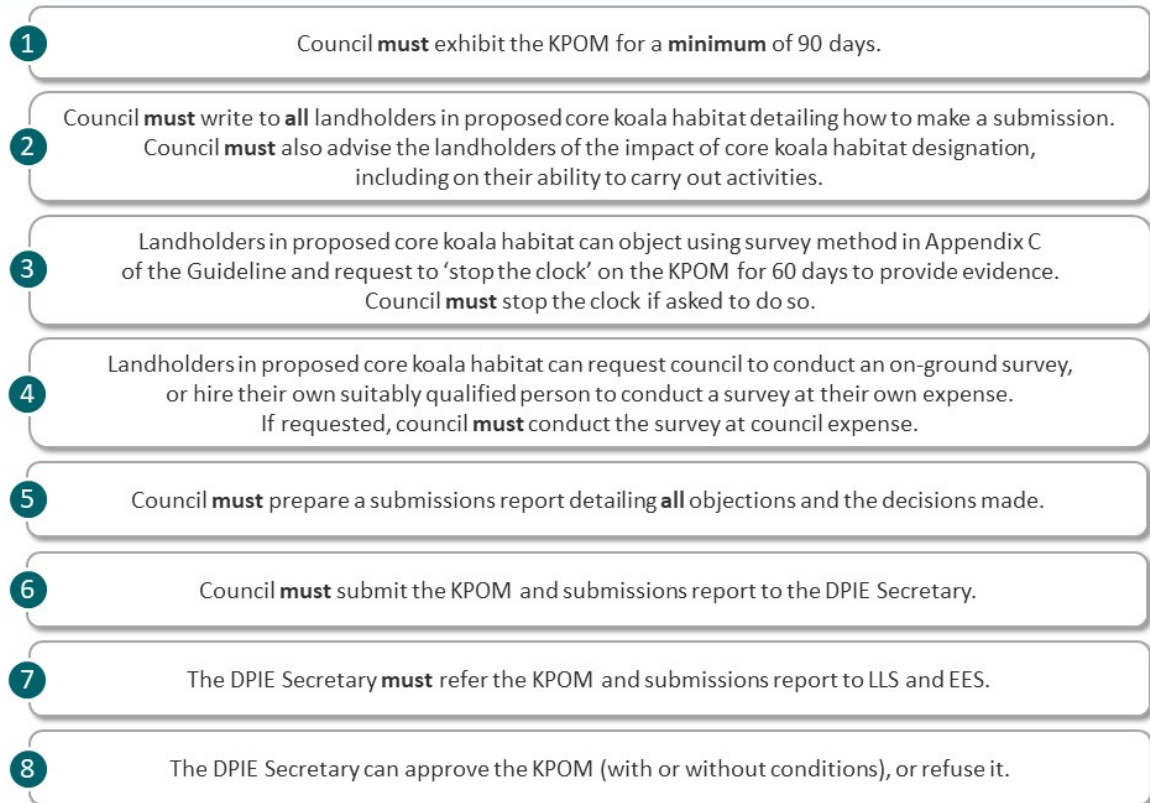 1
Council must exhibit the KPOM for a minimum of 90 days.
2
Council must write to all landholders in proposed core koala habitat detailing how to make a submission.
Council must also advise the landholders of the impact of core koala habitat designation,
including on their ability to carry out activities.
3
Landholders in proposed core koala habitat can object using survey method in Appendix C
of the Guideline and request to ‘stop the clock’ on the KPOM for 60 days to provide evidence.
Council must stop the clock if asked to do so.
4
Landholders in proposed core koala habitat can request council to conduct an on-ground survey,
or hire their own suitably qualified person to conduct a survey at their own expense.
If requested, council must conduct the survey at council expense.
5
Council must prepare a submissions report detailing all objections and the decisions made.
6
Council must submit the KPOM and submissions report to the DPIE Secretary.
7
The DPIE Secretary must refer the KPOM and submissions report to LLS and EES.
8
The DPIE Secretary can approve the KPOM (with or without conditions), or refuse it.